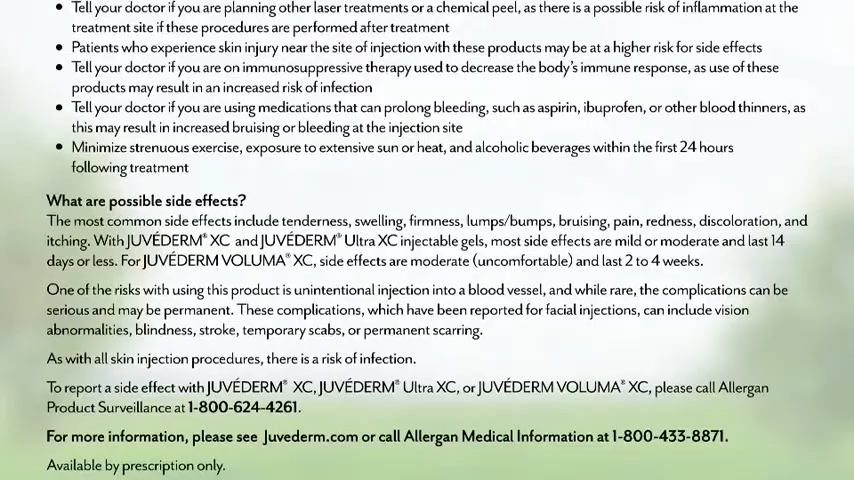 • Tell your doctor if you are planning other laser treatments or a chemical peel, as there is a possible risk of inflammation at the
treatment site if these procedures are performed after treatment
• Patients who experience skin injury near the site of injection with these products may be at a higher risk for side effects
• Tell your doctor if you are on immunosuppressive therapy used to decrease the body's immune response, as use of these
products may result in an increased risk of infection
• Tell your doctor if you are using medications that can prolong bleeding, such as aspirin, ibuprofen, or other blood thinners, as
this may result in increased bruising or bleeding at the injection site
• Minimize strenuous exercise, exposure to extensive sun or heat, and alcoholic beverages within the first 24 hours
following treatment
What are possible side effects?
The most common side effects include tenderness, swelling, firmness, lumps/bumps, bruising, pain, redness, discoloration, and
itching. With JUVÉDERM® XC and JUVÉDERM® Ultra XC injectable gels, most side effects are mild or moderate and last 14
days or less. For JUVÉDERM VOLUMA® XC, side effects are moderate (uncomfortable) and last 2 to 4 weeks.
One of the risks with using this product is unintentional injection into a blood vessel, and while rare, the complications can be
serious and may be permanent. These complications, which have been reported for facial injections, can include vision
abnormalities, blindness, stroke, temporary scabs, or permanent scarring.
As with all skin injection procedures, there is a risk of infection.
To report a side effect with JUVÉDERM® XC, JUVÉDERM® Ultra XC, or JUVÉDERM VOLUMA® XC, please call Allergan
Product Surveillance at 1-800-624-4261.
For more information, please see Juvederm.com or call Allergan Medical Information at 1-800-433-8871.
Available by prescription only.